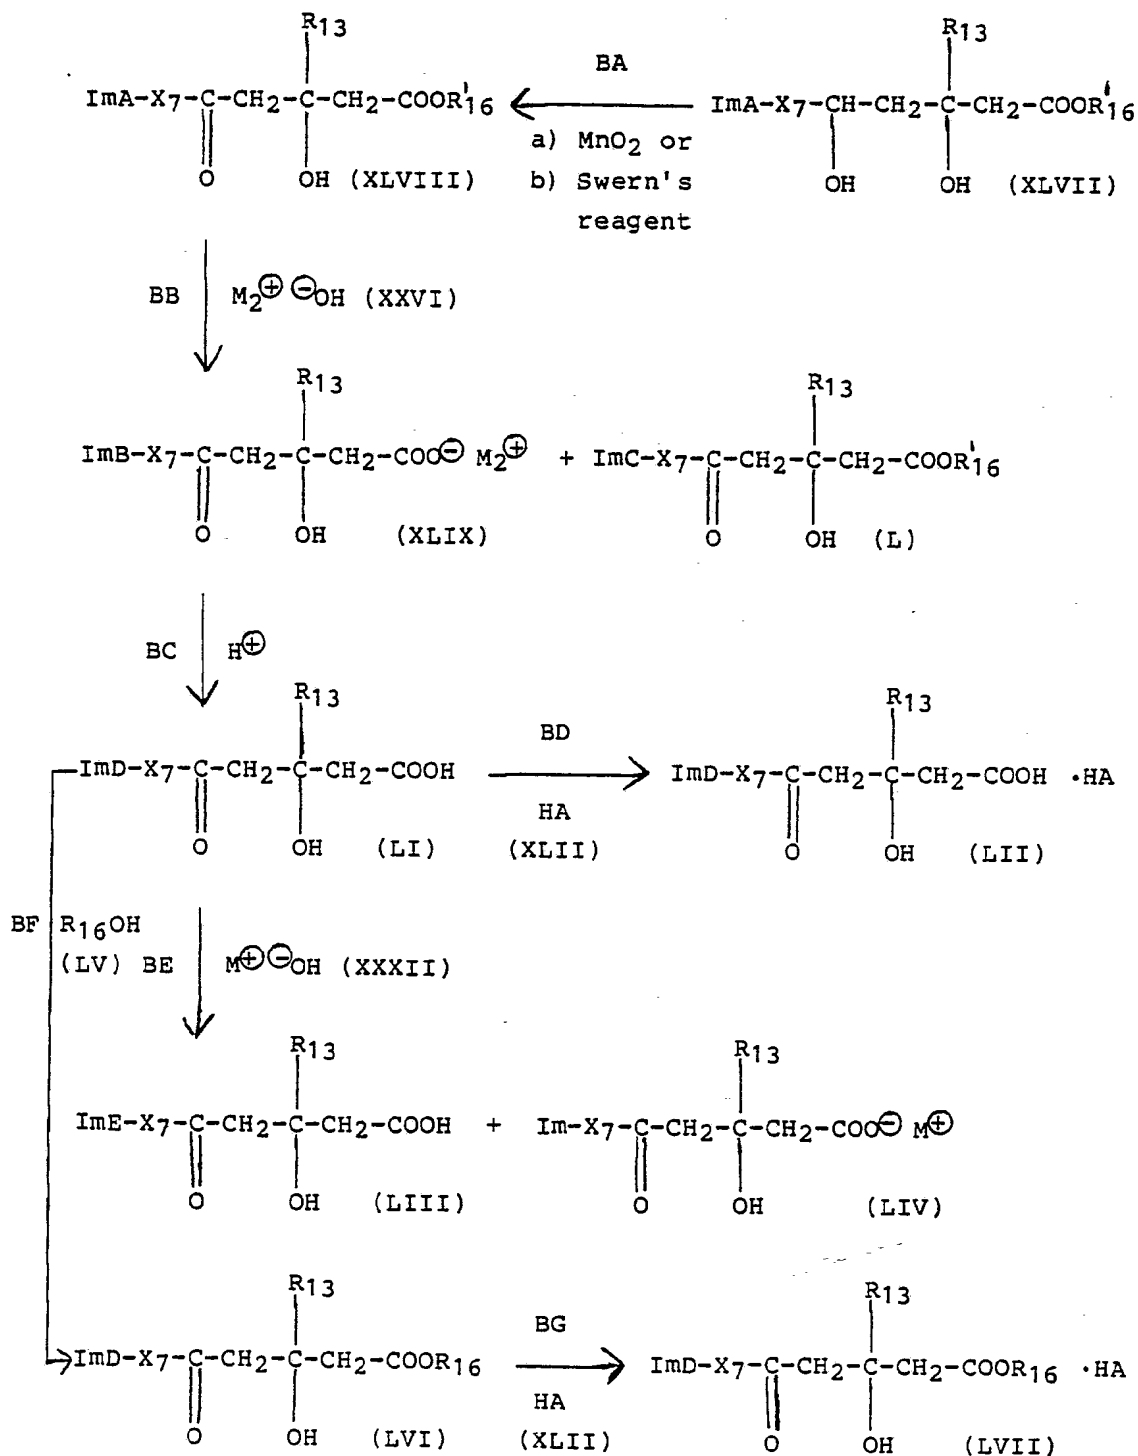 R13 R13
BA
ImA-X7-C-CH2-C-CH2-COOR'16 ImA-X7-CH-CH2-C-CH2-COOR'16
a) MnO2 or
O OH (XLVIII) b) Swern's OH OH (XLVII)
reagent
BB M2⊕ ⊖OH (XXVI)
R13 R13
ImB-X7-C-CH2-C-CH2-COO⊖ M2⊕ + ImC-X7-C-CH2-C-CH2-COOR'16
O OH (XLIX) O OH (L)
BC H⊕
R13 R13
BD
ImD-X7-C-CH2-C-CH2-COOH ImD-X7-C-CH2-C-CH2-COOH ·HA
HA
O OH (LI) (XLII) O OH (LII)
BF R16OH
(LV) BE M⊕ ⊖OH (XXXII)
R13 R13
ImE-X7-C-CH2-C-CH2-COOH + Im-X7-C-CH2-C-CH2-COO⊖ M⊕
O OH (LIII) O OH (LIV)
R13 R13
BG
ImD-X7-C-CH2-C-CH2-COOR16 ImD-X7-C-CH2-C-CH2-COOR16 ·HA
HA
O OH (LVI) (XLII) O OH (LVII)